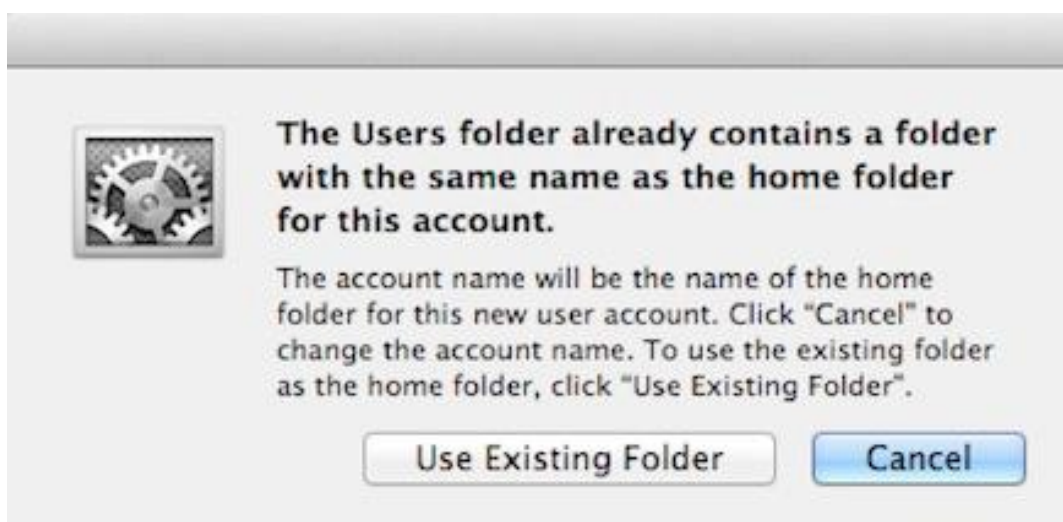 The Users folder already contains a folder
with the same name as the home folder
for this account.
The account name will be the name of the home
folder for this new user account. Click "Cancel" to
change the account name. To use the existing folder
as the home folder, click "Use Existing Folder".
Use Existing Folder
Cancel